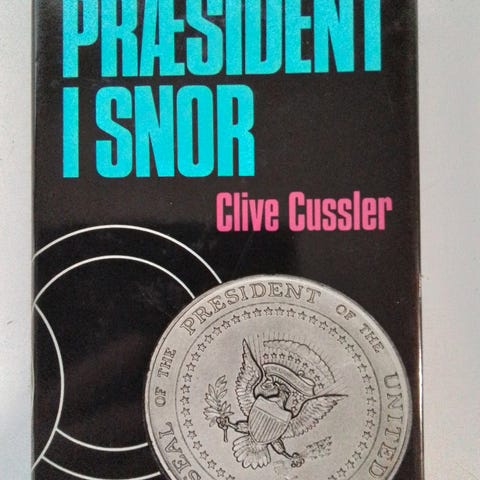 PRÆSIDENT
I SNOR
Clive Cussler
SEAL OF THE PRESIDENT OF THE UNITED